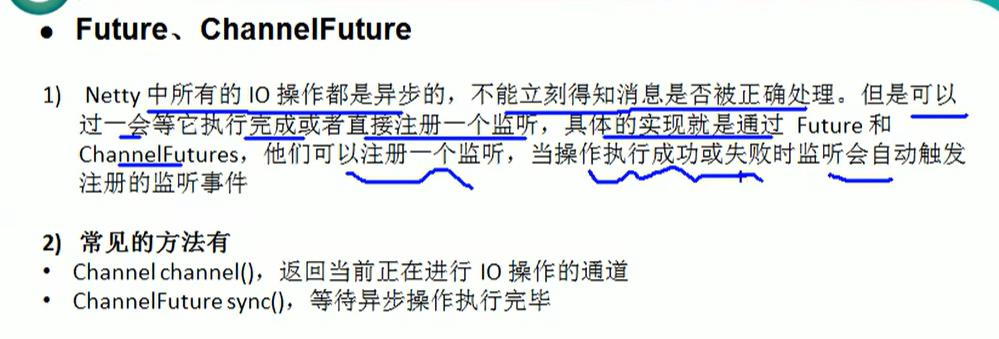 • Future、ChannelFuture
1) Netty 中所有的 IO 操作都是异步的，不能立刻得知消息是否被正确处理。但是可以
过一会等它执行完成或者直接注册一个监听，具体的实现就是通过 Future 和
ChannelFutures，他们可以注册一个监听，当操作执行成功或失败时监听会自动触发
注册的监听事件
2) 常见的方法有
• Channel channel()，返回当前正在进行 IO 操作的通道
• ChannelFuture sync()，等待异步操作执行完毕